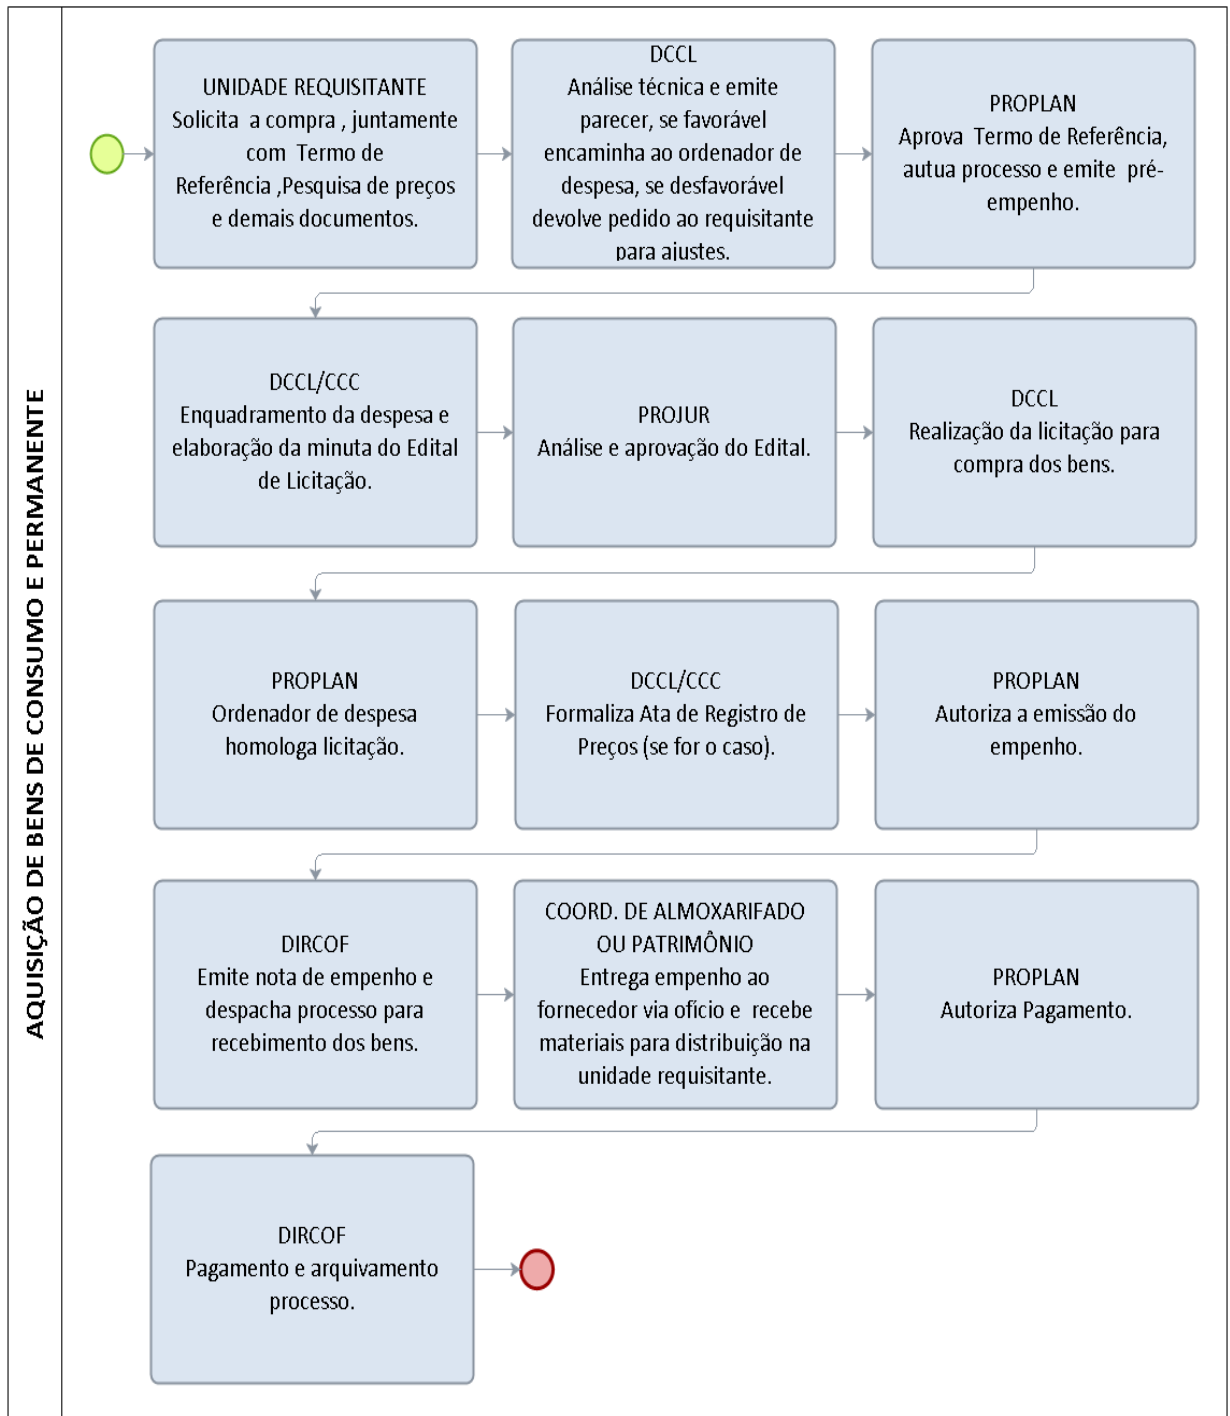 AQUISIÇÃO DE BENS DE CONSUMO E PERMANENTE
UNIDADE REQUISITANTE
Solicita a compra , juntamente
com Termo de
Referência ,Pesquisa de preços
e demais documentos.
DCCL
Análise técnica e emite
parecer, se favorável
encaminha ao ordenador de
despesa, se desfavorável
devolve pedido ao requisitante
para ajustes.
PROPLAN
Aprova Termo de Referência,
autua processo e emite pré-
empenho.
DCCL/CCC
Enquadramento da despesa e
elaboração da minuta do Edital
de Licitação.
PROJUR
Análise e aprovação do Edital.
DCCL
Realização da licitação para
compra dos bens.
PROPLAN
Ordenador de despesa
homologa licitação.
DCCL/CCC
Formaliza Ata de Registro de
Preços (se for o caso).
PROPLAN
Autoriza a emissão do
empenho.
DIRCOF
Emite nota de empenho e
despacha processo para
recebimento dos bens.
COORD. DE ALMOXARIFADO
OU PATRIMÔNIO
Entrega empenho ao
fornecedor via ofício e recebe
materiais para distribuição na
unidade requisitante.
PROPLAN
Autoriza Pagamento.
DIRCOF
Pagamento e arquivamento
processo.